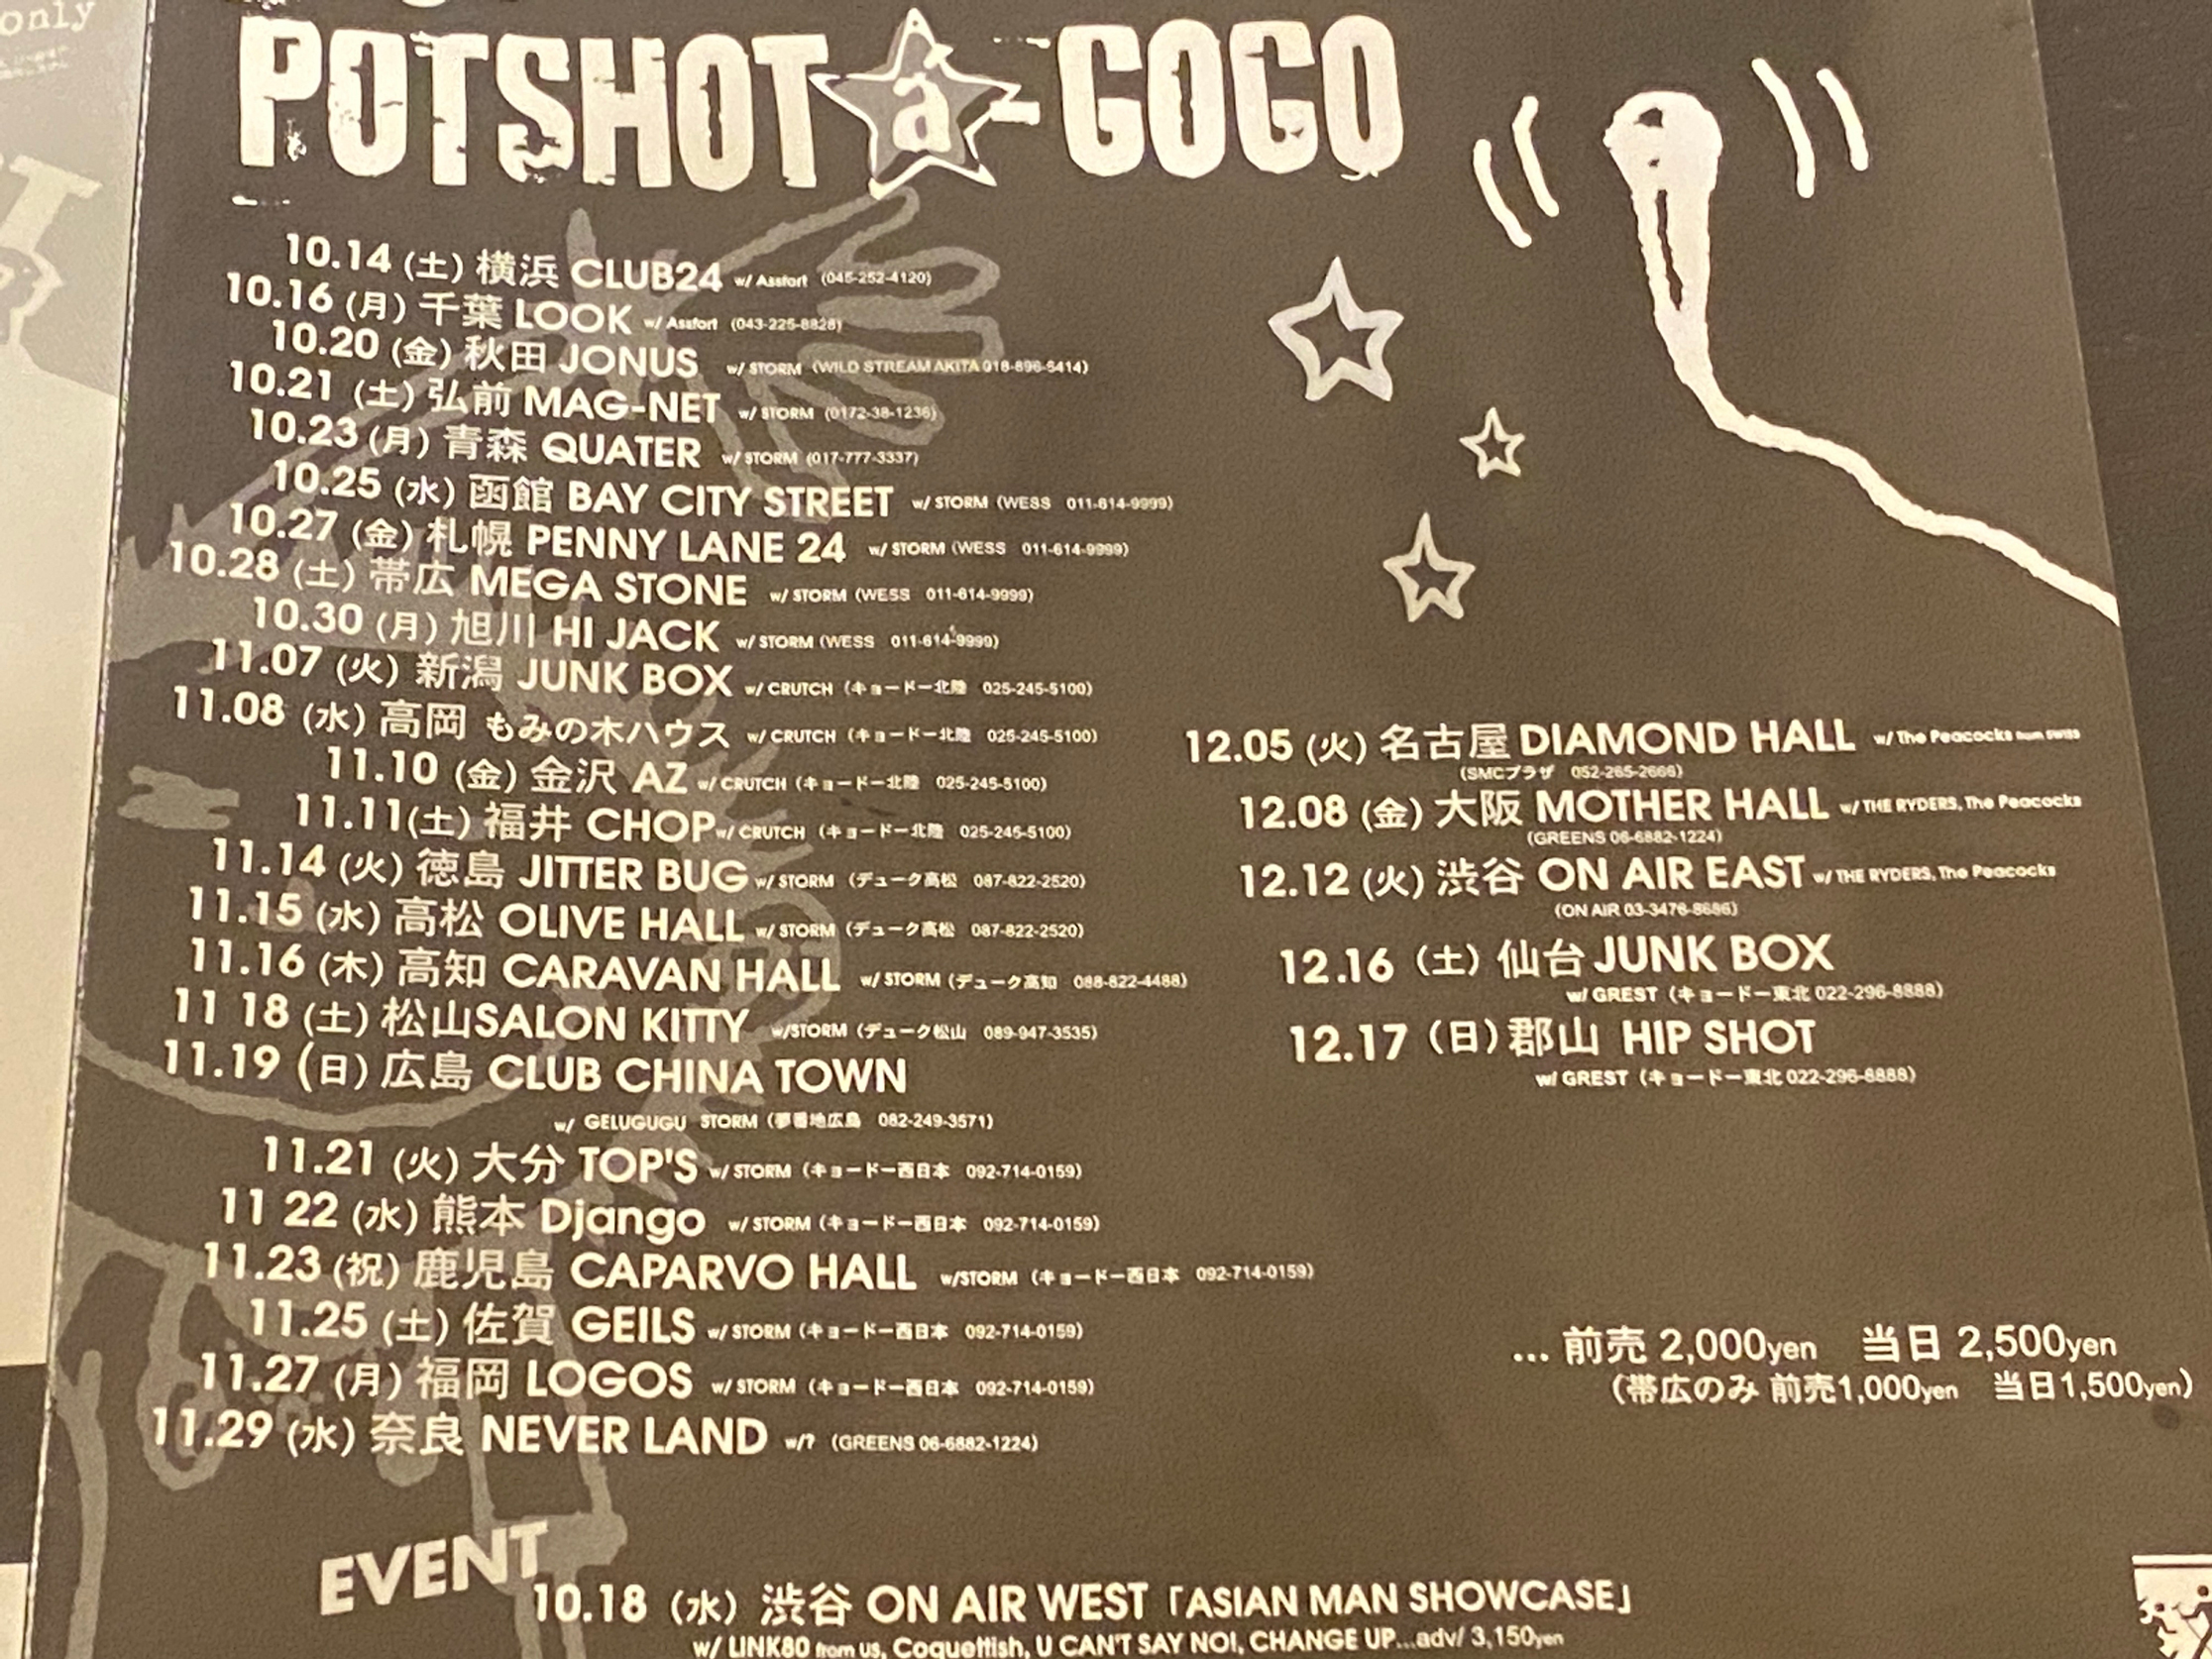 only
POTSHOT á-GOGO
10.14 (土) 横浜 CLUB24 w/ Assfort (045-252-4120)
10.16 (月) 千葉 LOOK w/ Assfort (043-225-8828)
10.20 (金) 秋田 JONUS w/ STORM (WILD STREAM AKITA 018-896-5414)
10.21 (土) 弘前 MAG-NET w/ STORM (0172-38-1236)
10.23 (月) 青森 QUATER w/ STORM (017-777-3337)
10.25 (水) 函館 BAY CITY STREET w/ STORM (WESS 011-614-9999)
10.27 (金) 札幌 PENNY LANE 24 w/ STORM (WESS 011-614-9999)
10.28 (土) 帯広 MEGA STONE w/ STORM (WESS 011-614-9999)
10.30 (月) 旭川 HI JACK w/ STORM (WESS 011-614-9999)
11.07 (火) 新潟 JUNK BOX w/ CRUTCH (キョードー北陸 025-245-5100)
11.08 (水) 高岡 もみの木ハウス w/ CRUTCH (キョードー北陸 025-245-5100)
11.10 (金) 金沢 AZ w/ CRUTCH (キョードー北陸 025-245-5100)
11.11(土) 福井 CHOP w/ CRUTCH (キョードー北陸 025-245-5100)
11.14 (火) 徳島 JITTER BUG w/ STORM (デューク高松 087-822-2520)
11.15 (水) 高松 OLIVE HALL w/ STORM (デューク高松 087-822-2520)
11.16 (木) 高知 CARAVAN HALL w/ STORM (デューク高知 088-822-4488)
11 18 (土) 松山SALON KITTY w/STORM (デューク松山 089-947-3535)
11.19 (日) 広島 CLUB CHINA TOWN
w/ GELUGUGU STORM (夢番地広島 082-249-3571)
11.21 (火) 大分 TOP'S w/ STORM (キョードー西日本 092-714-0159)
11 22 (水) 熊本 Django w/ STORM (キョードー西日本 092-714-0159)
11.23 (祝) 鹿児島 CAPARVO HALL w/STORM (キョードー西日本 092-714-0159)
11.25 (土) 佐賀 GEILS w/ STORM (キョードー西日本 092-714-0159)
11.27 (月) 福岡 LOGOS w/ STORM (キョードー西日本 092-714-0159)
11.29 (水) 奈良 NEVER LAND w/? (GREENS 06-6882-1224)
12.05 (火) 名古屋 DIAMOND HALL w/ The Peacocks from swiss
(SMCプラザ 052-265-2666)
12.08 (金) 大阪 MOTHER HALL w/ THE RYDERS, The Peacocks
(GREENS 06-6882-1224)
12.12 (火) 渋谷 ON AIR EAST w/ THE RYDERS, The Peacocks
(ON AIR 03-3476-8686)
12.16 (土) 仙台 JUNK BOX
w/ GREST (キョードー東北 022-296-8888)
12.17 (日) 郡山 HIP SHOT
w/ GREST (キョードー東北 022-296-8888)
... 前売 2,000yen 当日 2,500yen
(帯広のみ 前売1,000yen 当日1,500yen)
EVENT
10.18 (水) 渋谷 ON AIR WEST 「ASIAN MAN SHOWCASE」
w/ LINK80 from us, Coquettish, U CAN'T SAY NO!, CHANGE UP...adv/ 3,150yen